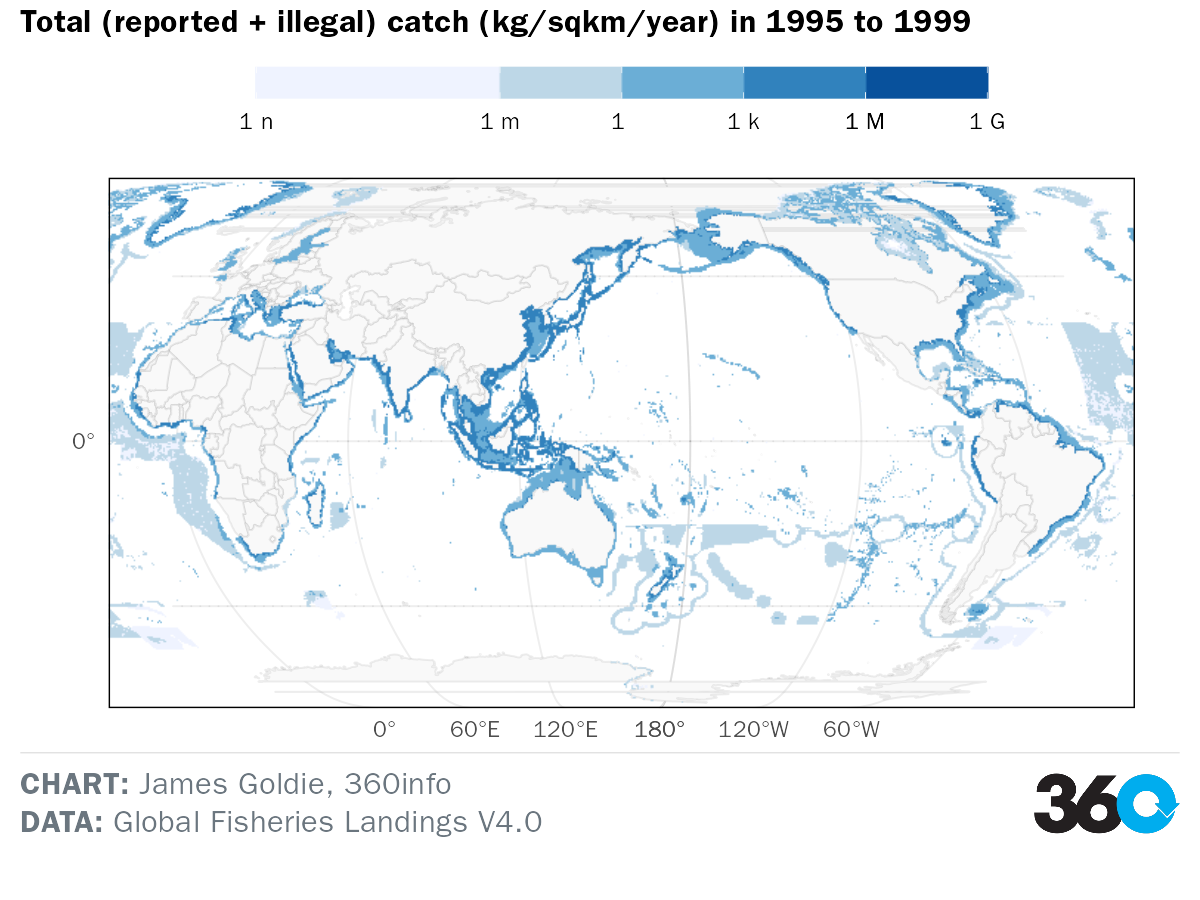 Total (reported + illegal) catch (kg/sqkm/year) in 1995 to 1999
1 n 1 m 1 1 k 1 M 1 G
0°
0° 60°E 120°E 180° 120°W 60°W
CHART: James Goldie, 360info
DATA: Global Fisheries Landings V4.0
360